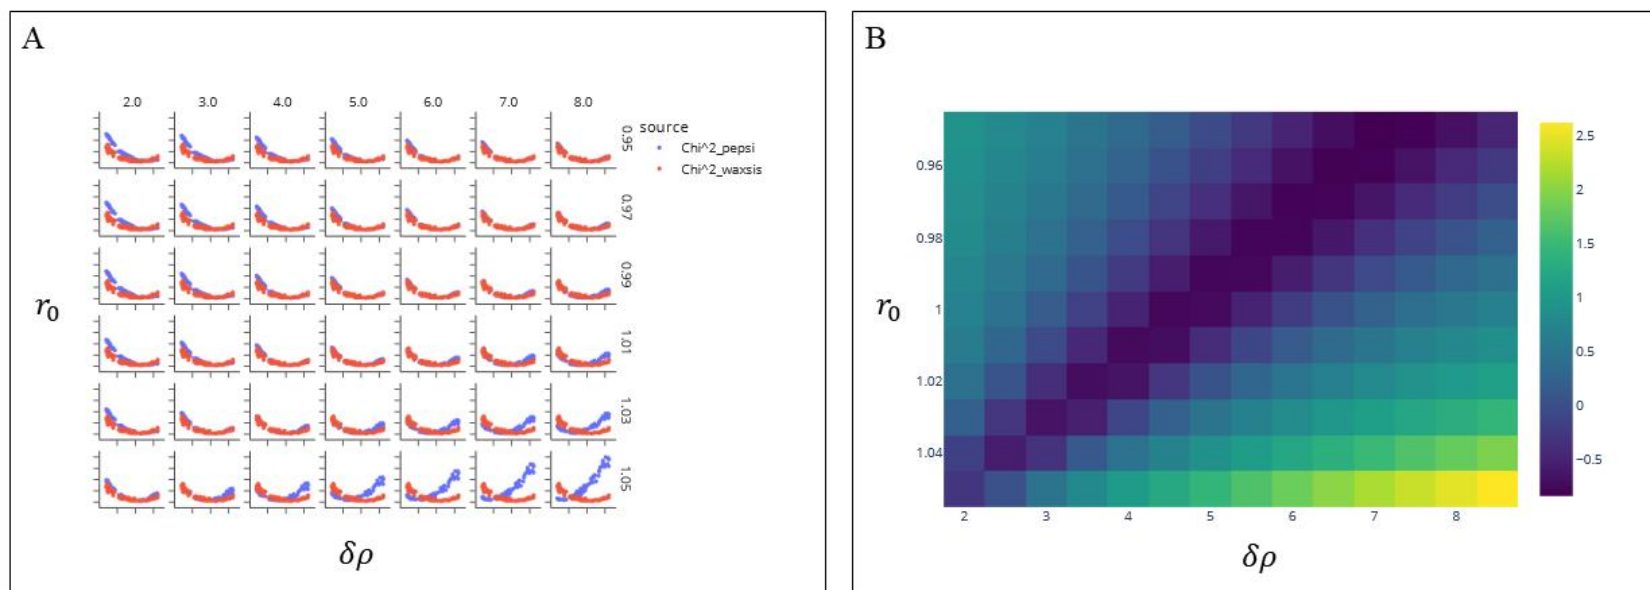 A
2.0 3.0 4.0 5.0 6.0 7.0 8.0
source
Chi^2_pepsi
Chi^2_waxsis
0.95
0.97
0.99
1.01
1.03
1.05
r₀
δρ
B
0.96
0.98
1
1.02
1.04
r₀
2 3 4 5 6 7 8
δρ
2.5
2
1.5
1
0.5
0
−0.5